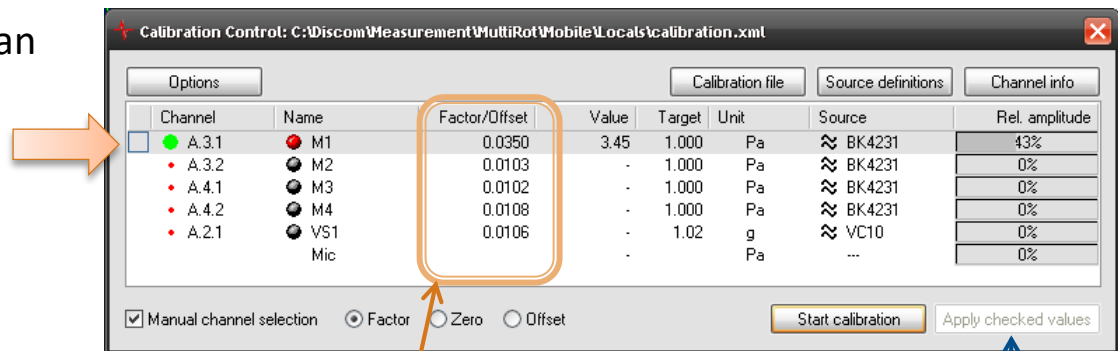 an
Calibration Control: C:\Discom\Measurement\MuttiRot\Mobile\Locals\calibration.xml
Options Calibration file Source definitions Channel info
Channel Name Factor/Offset Value Target Unit Source Rel. amplitude
A.3.1 M1 0.0350 3.45 1.000 Pa BK4231 43%
A.3.2 M2 0.0103 - 1.000 Pa BK4231 0%
A.4.1 M3 0.0102 - 1.000 Pa BK4231 0%
A.4.2 M4 0.0108 - 1.000 Pa BK4231 0%
A.2.1 VS1 0.0106 - 1.02 g VC10 0%
Mic - Pa --- 0%
Manual channel selection Factor Zero Offset Start calibration Apply checked values